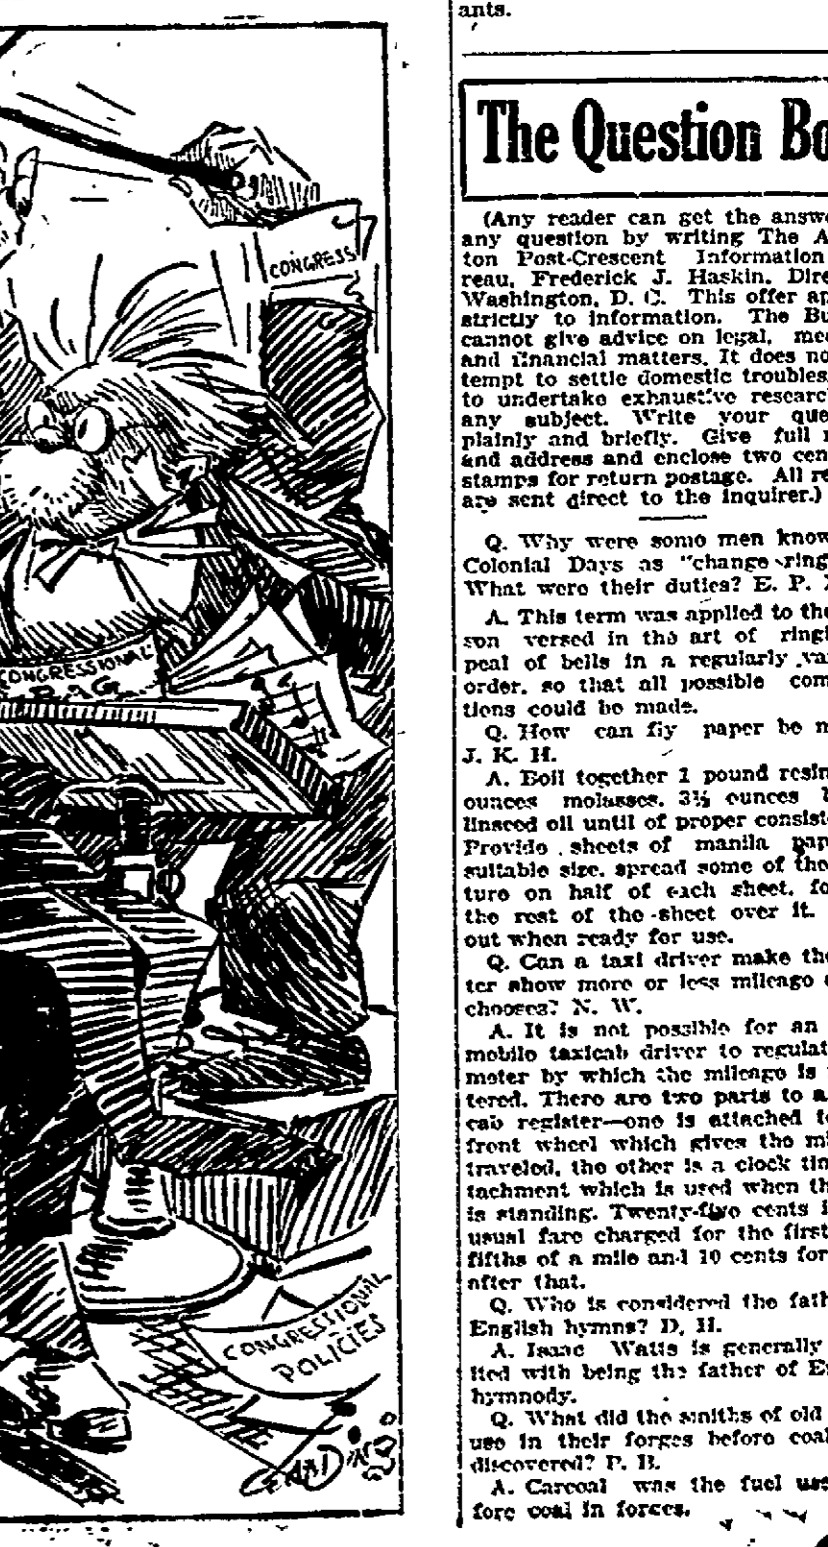 CONGRESS
CONGRESSIONAL
CONGRESSIONAL
POLICIES
ants.
The Question Bo
(Any reader can get the answe
any question by writing The A
ton Post-Crescent Information
reau, Frederick J. Haskin, Dire
Washington, D. C. This offer ap
strictly to information. The Bu
cannot give advice on legal, med
and financial matters. It does no
tempt to settle domestic troubles,
to undertake exhaustive researc
any subject. Write your que
plainly and briefly. Give full n
and address and enclose two cen
stamps for return postage. All re
are sent direct to the inquirer.)
Q. Why were some men know
Colonial Days as "change-ring
What were their duties? E. P.
A. This term was applied to the
son versed in the art of ringi
peal of bells in a regularly va
order, so that all possible com
tions could be made.
Q. How can fly paper be m
J. K. H.
A. Boil together 1 pound resin
ounces molasses, 3½ ounces b
linseed oil until of proper consist
Provide sheets of manila pap
suitable size, spread some of the
ture on half of each sheet, fo
the rest of the sheet over it.
out when ready for use.
Q. Can a taxi driver make the
ter show more or less mileage
chooses? N. W.
A. It is not possible for an
mobile taxicab driver to regulat
meter by which the mileage is
tered. There are two parts to a
cab register—one is attached to
front wheel which gives the mi
traveled, the other is a clock tim
tachment which is used when th
is standing. Twenty-five cents i
usual fare charged for the first
fifths of a mile and 10 cents for
after that.
Q. Who is considered the fath
English hymns? D. H.
A. Isaac Watts is generally
ited with being the father of E
hymnody.
Q. What did the smiths of old
use in their forges before coal
discovered? P. B.
A. Carcoal was the fuel use
fore coal in forges.